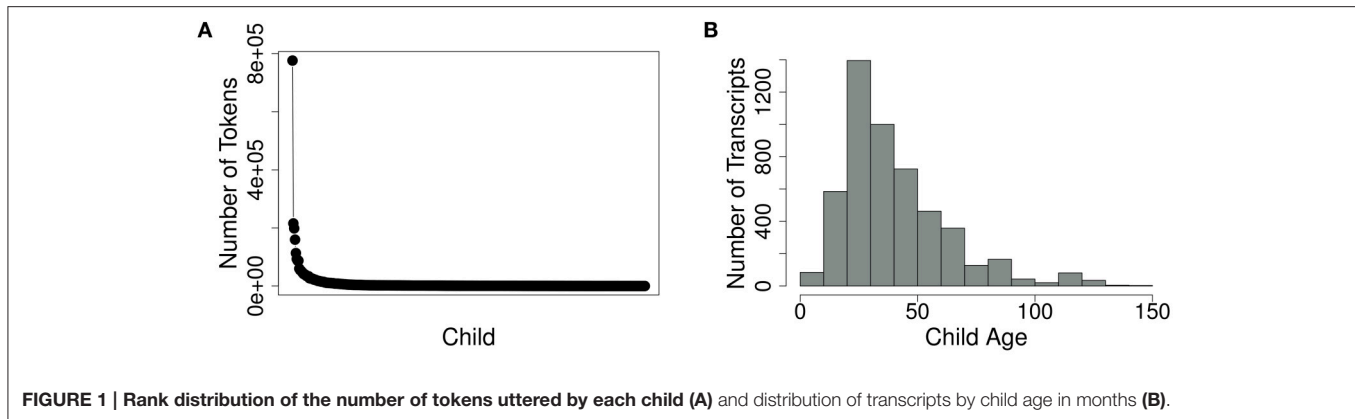 A
Number of Tokens
0e+00
4e+05
8e+05
Child
B
Number of Transcripts
0
400
800
1200
0
50
100
150
Child Age
FIGURE 1 | Rank distribution of the number of tokens uttered by each child (A) and distribution of transcripts by child age in months (B).